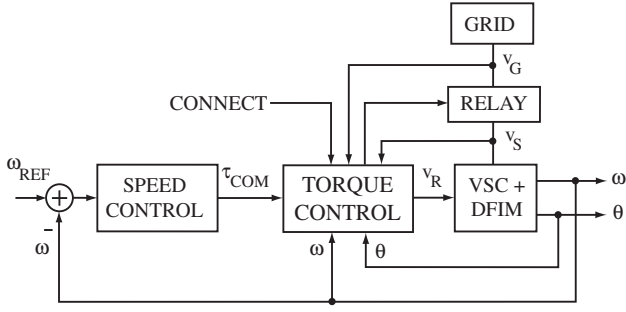 GRID
v_G
CONNECT
RELAY
v_S
ω_REF
+
−
ω
SPEED
CONTROL
τ_COM
TORQUE
CONTROL
v_R
VSC +
DFIM
ω
θ
ω
θ